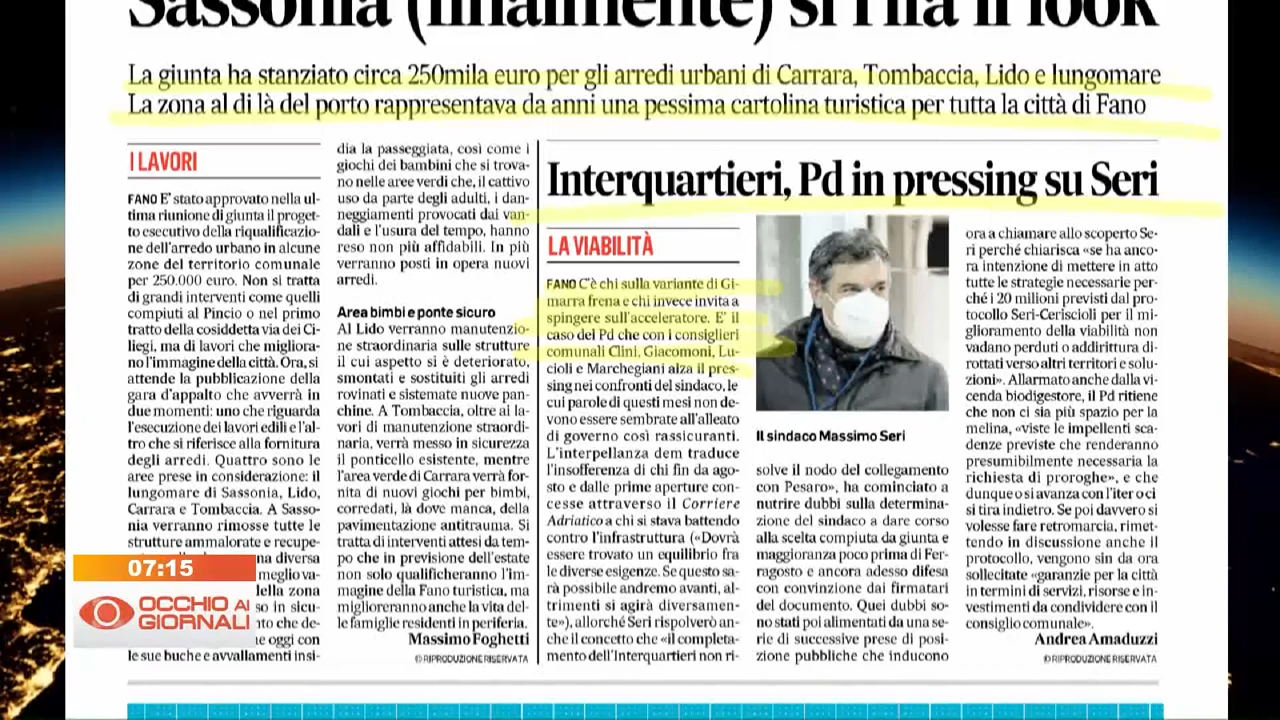 Sassonia (finalmente) si rifà il look
La giunta ha stanziato circa 250mila euro per gli arredi urbani di Carrara, Tombaccia, Lido e lungomare
La zona al di là del porto rappresentava da anni una pessima cartolina turistica per tutta la città di Fano
I LAVORI
FANO E' stato approvato nella ul-
tima riunione di giunta il proget-
to esecutivo della riqualificazio-
ne dell'arredo urbano in alcune
zone del territorio comunale
per 250.000 euro. Non si tratta
di grandi interventi come quelli
compiuti al Pincio o nel primo
tratto della cosiddetta via dei Ci-
liegi, ma di lavori che migliora-
no l'immagine della città. Ora, si
attende la pubblicazione della
gara d'appalto che avverrà in
due momenti: uno che riguarda
l'esecuzione dei lavori edili e l'al-
tro che si riferisce alla fornitura
degli arredi. Quattro sono le
aree prese in considerazione: il
lungomare di Sassonia, Lido,
Carrara e Tombaccia. A Sasso-
nia verranno rimosse tutte le
strutture ammalorate e recupe-
na diversa
meglio va-
della zona
so in sicu-
nto che de-
e oggi con
le sue buche e avvallamenti insi-
dia la passeggiata, così come i
giochi dei bambini che si trova-
no nelle aree verdi che, il cattivo
uso da parte degli adulti, i dan-
neggiamenti provocati dai van-
dali e l'usura del tempo, hanno
reso non più affidabili. In più
verranno posti in opera nuovi
arredi.
Area bimbi e ponte sicuro
Al Lido verranno manutenzio-
ne straordinaria sulle strutture
il cui aspetto si è deteriorato,
smontati e sostituiti gli arredi
rovinati e sistemate nuove pan-
chine. A Tombaccia, oltre ai la-
vori di manutenzione straordi-
naria, verrà messo in sicurezza
il ponticello esistente, mentre
l'area verde di Carrara verrà for-
nita di nuovi giochi per bimbi,
corredati, là dove manca, della
pavimentazione antitrauma. Si
tratta di interventi attesi da tem-
po che in previsione dell'estate
non solo qualificheranno l'im-
magine della Fano turistica, ma
miglioreranno anche la vita del-
le famiglie residenti in periferia.
Massimo Foghetti
©RIPRODUZIONE RISERVATA
Interquartieri, Pd in pressing su Seri
LA VIABILITÀ
FANO C'è chi sulla variante di Gi-
marra frena e chi invece invita a
spingere sull'acceleratore. E' il
caso del Pd che con i consiglieri
comunali Clini, Giacomoni, Lu-
cioli e Marchegiani alza il pres-
sing nei confronti del sindaco, le
cui parole di questi mesi non de-
vono essere sembrate all'alleato
di governo così rassicuranti.
L'interpellanza dem traduce
l'insofferenza di chi fin da ago-
sto e dalle prime aperture con-
cesse attraverso il Corriere
Adriatico a chi si stava battendo
contro l'infrastruttura («Dovrà
essere trovato un equilibrio fra
le diverse esigenze. Se questo sa-
rà possibile andremo avanti, al-
trimenti si agirà diversamen-
te»), allorché Seri rispolverò an-
che il concetto che «il completa-
mento dell'Interquartieri non ri-
Il sindaco Massimo Seri
solve il nodo del collegamento
con Pesaro», ha cominciato a
nutrire dubbi sulla determina-
zione del sindaco a dare corso
alla scelta compiuta da giunta e
maggioranza poco prima di Fer-
ragosto e ancora adesso difesa
con convinzione dai firmatari
del documento. Quei dubbi so-
no stati poi alimentati da una se-
rie di successive prese di posi-
zione pubbliche che inducono
ora a chiamare allo scoperto Se-
ri perché chiarisca «se ha anco-
ra intenzione di mettere in atto
tutte le strategie necessarie per-
ché i 20 milioni previsti dal pro-
tocollo Seri-Ceriscioli per il mi-
glioramento della viabilità non
vadano perduti o addirittura di-
rottati verso altri territori e solu-
zioni». Allarmato anche dalla vi-
cenda biodigestore, il Pd ritiene
che non ci sia più spazio per la
melina, «viste le impellenti sca-
denze previste che renderanno
presumibilmente necessaria la
richiesta di proroghe», e che
dunque o si avanza con l'iter o ci
si tira indietro. Se poi davvero si
volesse fare retromarcia, rimet-
tendo in discussione anche il
protocollo, vengono sin da ora
sollecitate «garanzie per la città
in termini di servizi, risorse e in-
vestimenti da condividere con il
consiglio comunale».
Andrea Amaduzzi
©RIPRODUZIONE RISERVATA
07:15
OCCHIO AI
GIORNALI